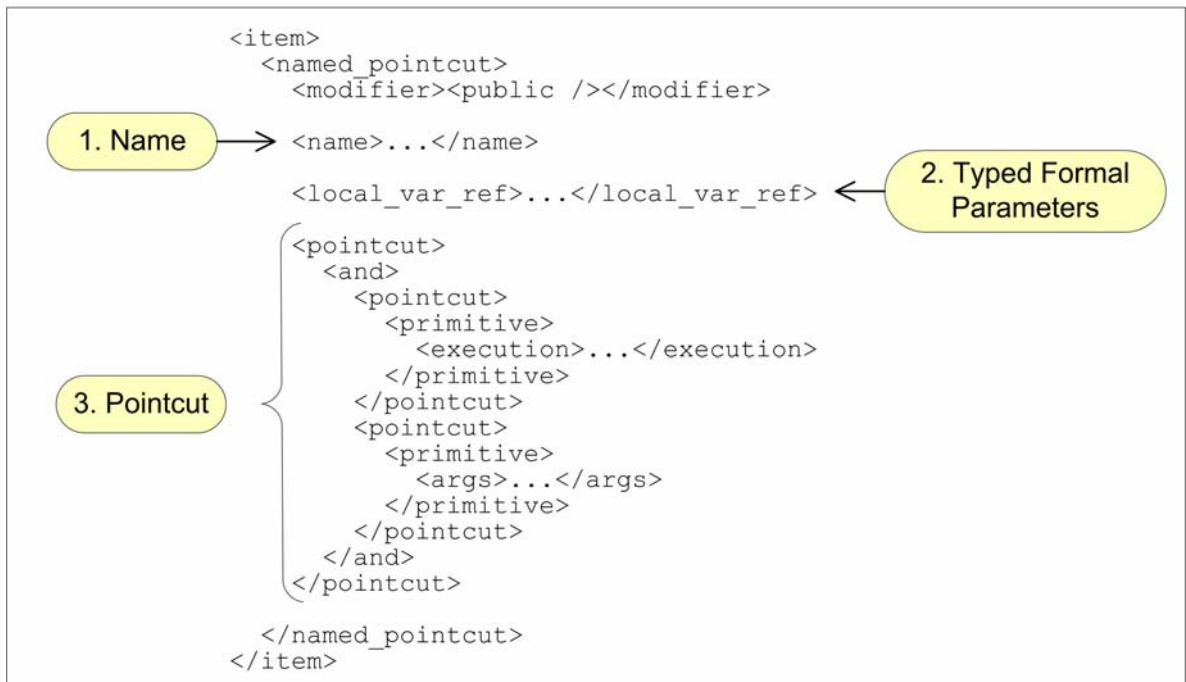 <item>
<named_pointcut>
<modifier><public /></modifier>
1. Name
<name>...</name>
<local_var_ref>...</local_var_ref>
2. Typed Formal
Parameters
3. Pointcut
<pointcut>
<and>
<pointcut>
<primitive>
<execution>...</execution>
</primitive>
</pointcut>
<pointcut>
<primitive>
<args>...</args>
</primitive>
</pointcut>
</and>
</pointcut>
</named_pointcut>
</item>